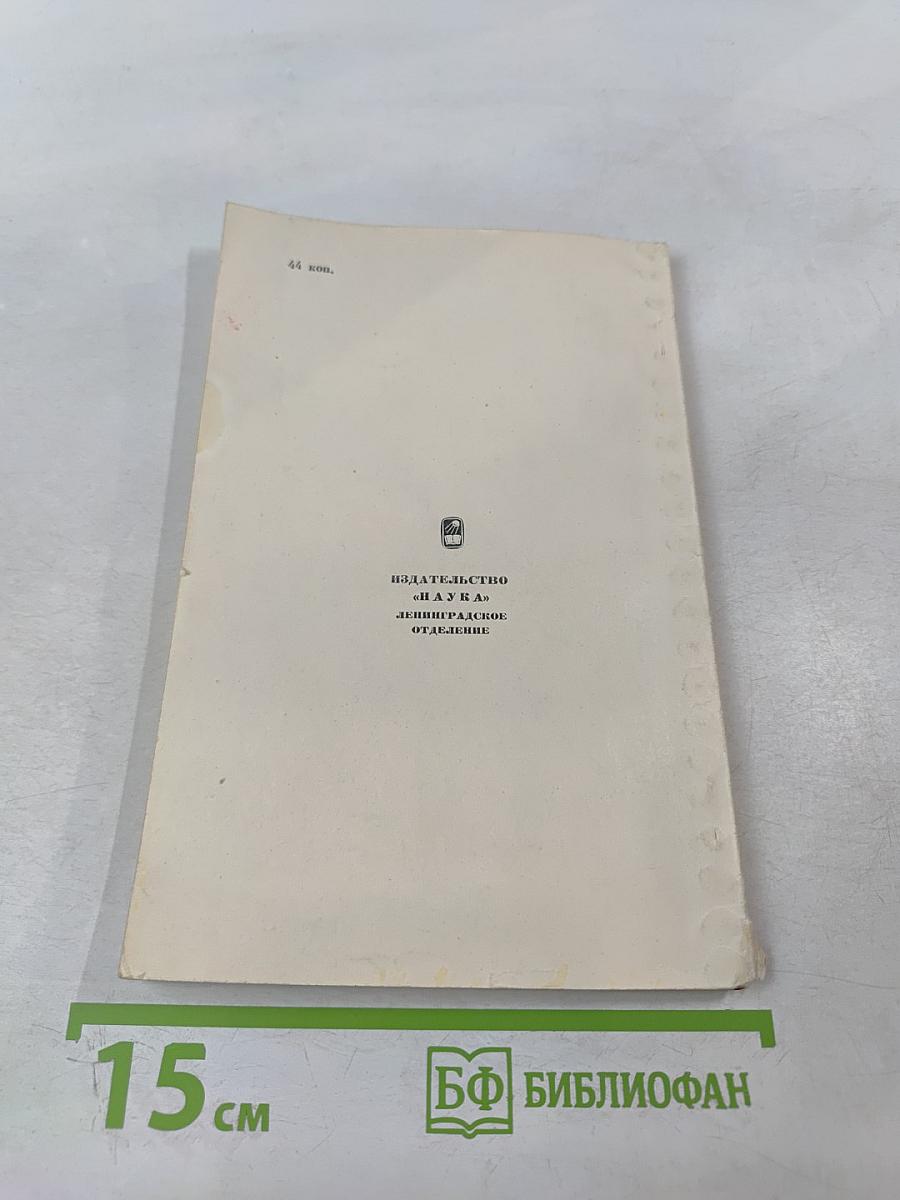 44 коп.
ИЗДАТЕЛЬСТВО
«НАУКА»
ЛЕНИНГРАДСКОЕ
ОТДЕЛЕНИЕ
15 см
БФ БИБЛИОФАН